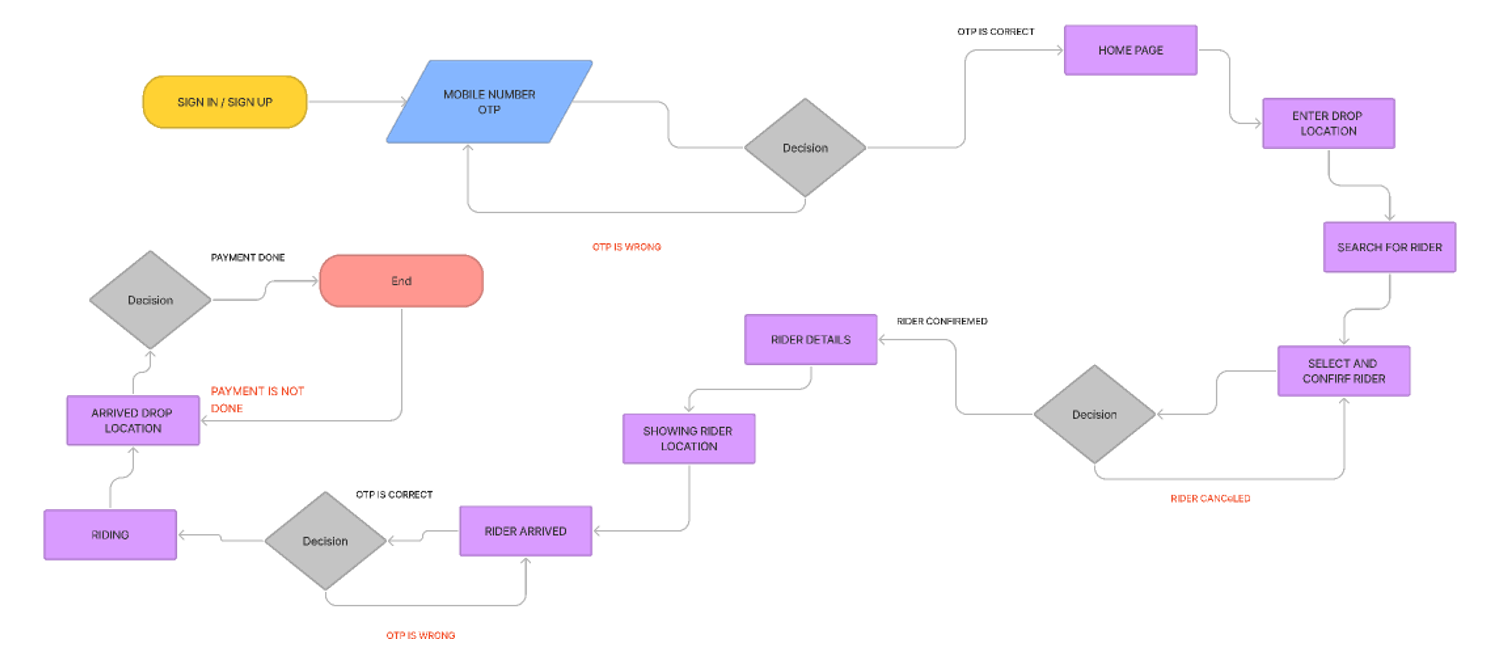 OTP IS CORRECT
HOME PAGE
SIGN IN / SIGN UP
MOBILE NUMBER
OTP
Decision
ENTER DROP
LOCATION
OTP IS WRONG
SEARCH FOR RIDER
SELECT AND
CONFIRF RIDER
Decision
RIDER CANCeLED
RIDER CONFIREMED
RIDER DETAILS
SHOWING RIDER
LOCATION
RIDER ARRIVED
Decision
OTP IS CORRECT
OTP IS WRONG
RIDING
ARRIVED DROP
LOCATION
Decision
PAYMENT DONE
End
PAYMENT IS NOT
DONE